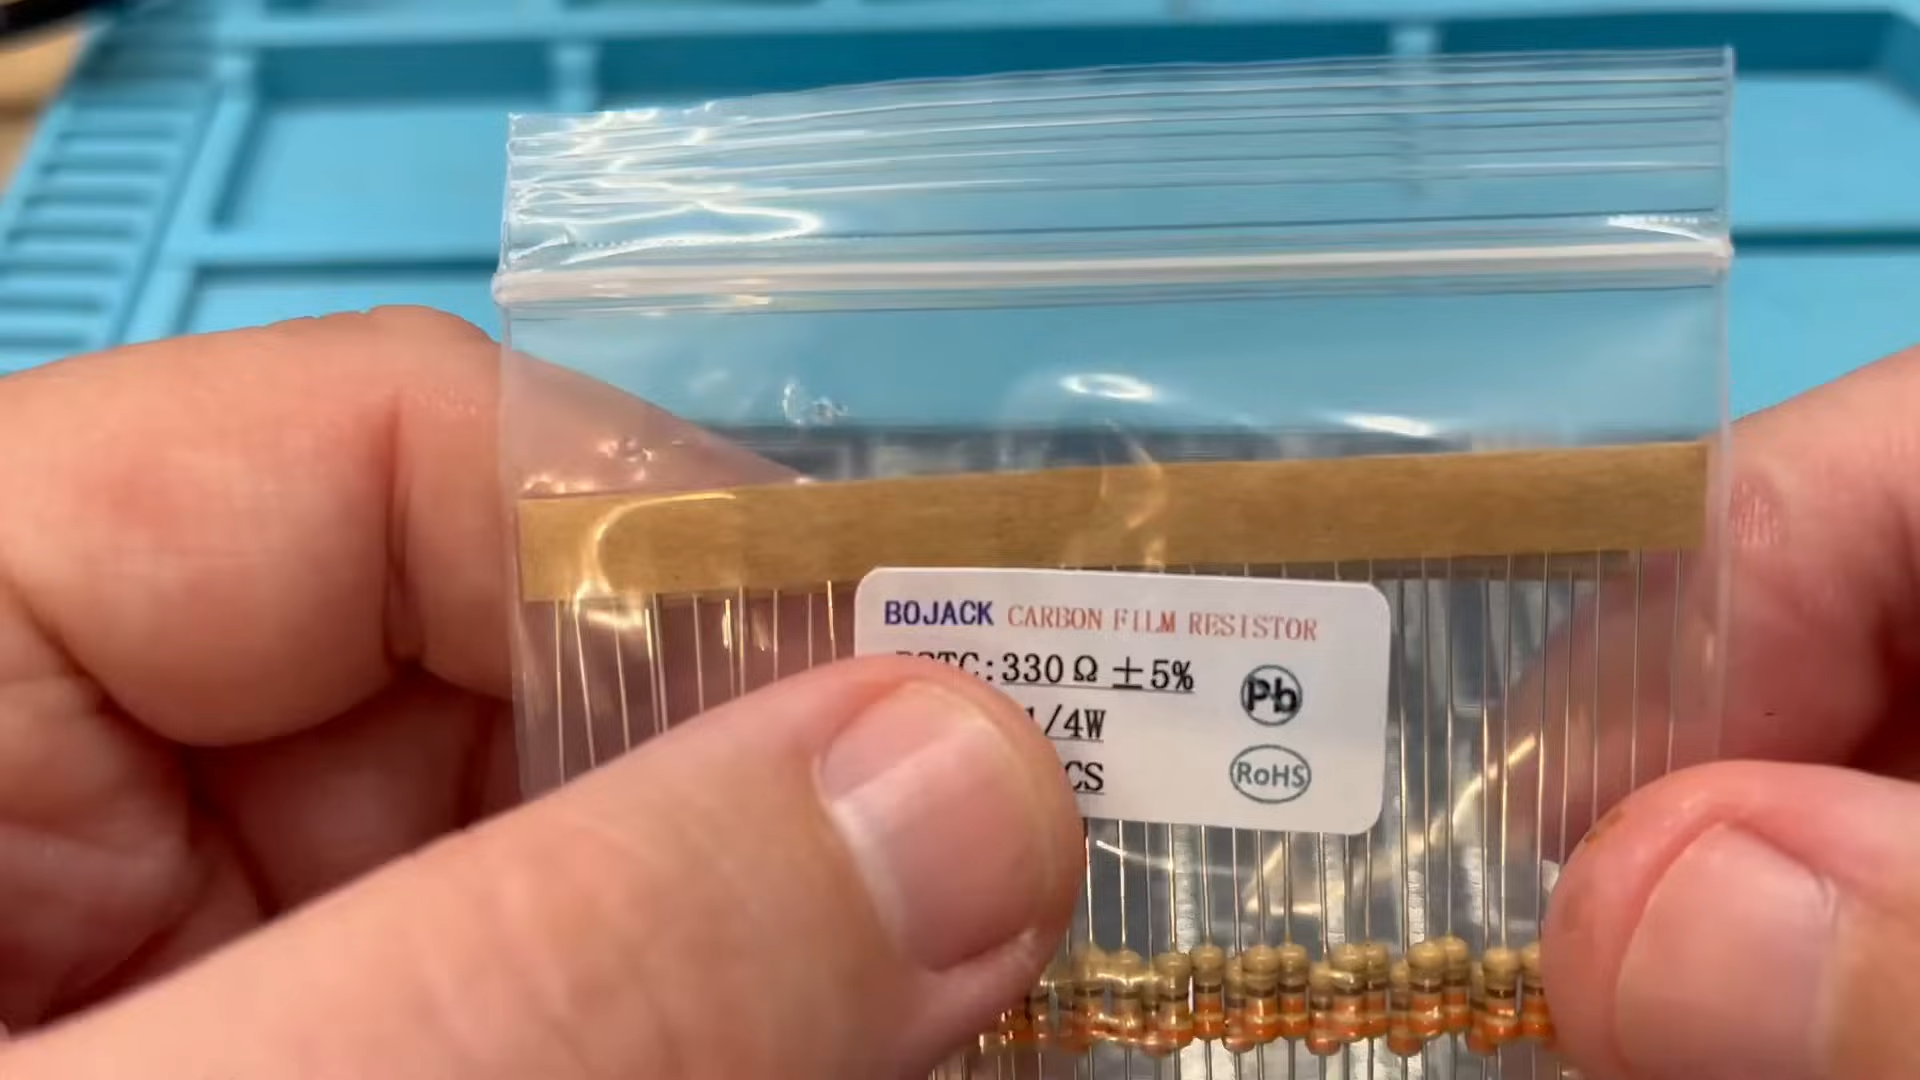 BOJACK CARBON FILM RESISTOR
330Ω ±5%
Pb
1/4W
RoHS